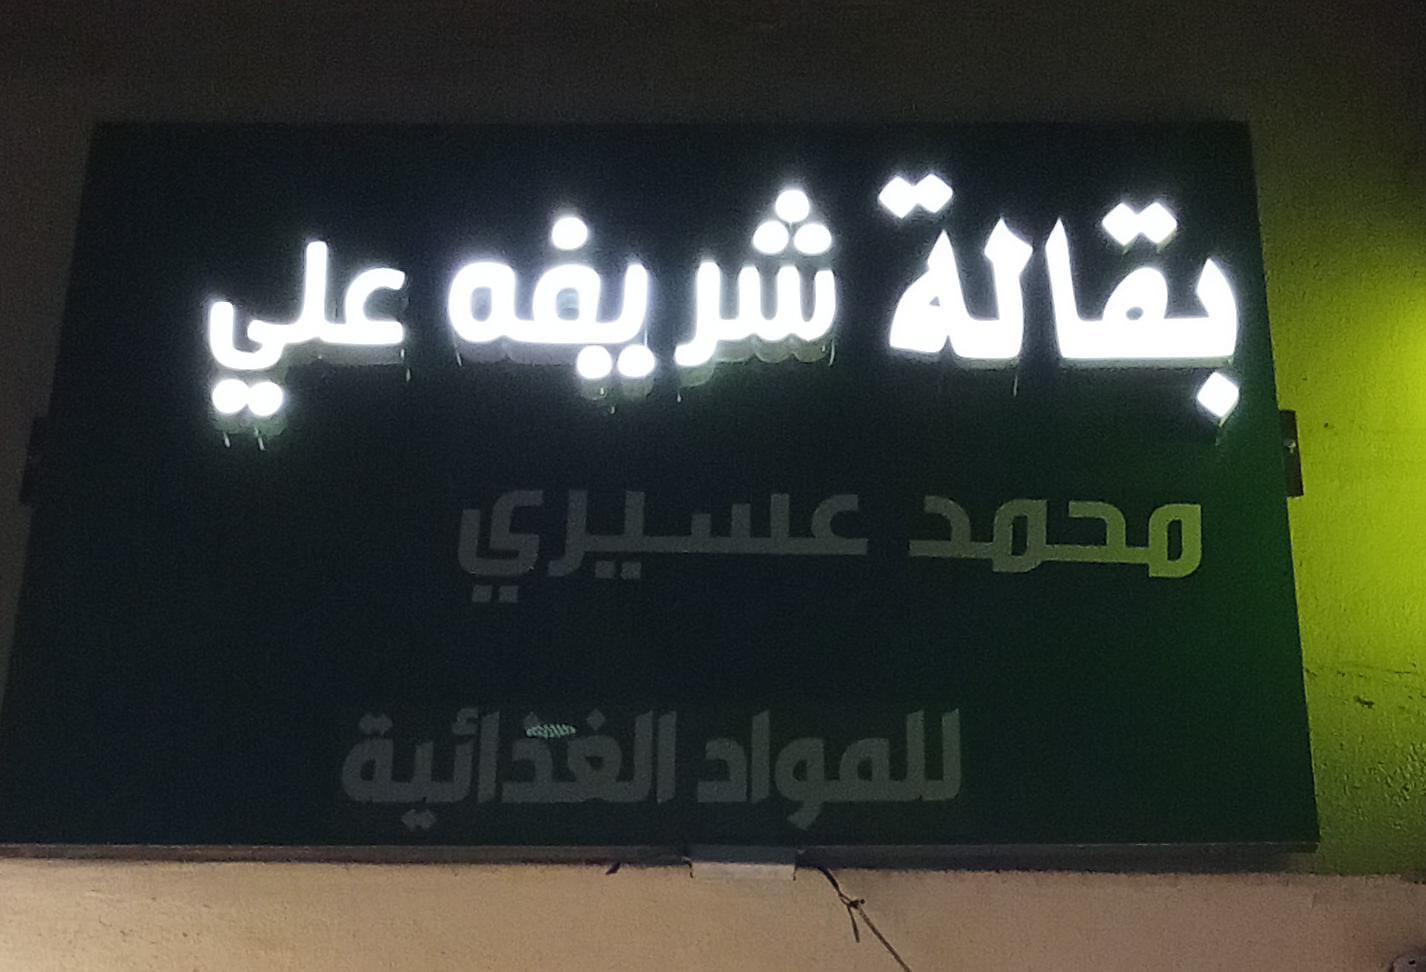 بقالة شريفه علي
محمد عسيري
للمواد الغذائية